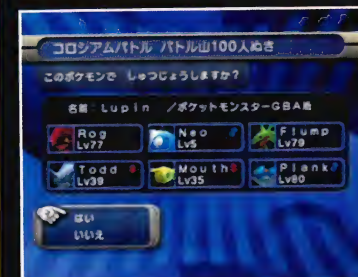 コロシアムバトル バトル山100人ぬき
このポケモンで しゅつじょうしますか?
名前 Lupin /ポケットモンスターGBA版
Rog Neo Flump
Lv77 Lv5 Lv79
Todd Mouth Plank
Lv39 Lv35 Lv80
はい
いいえ